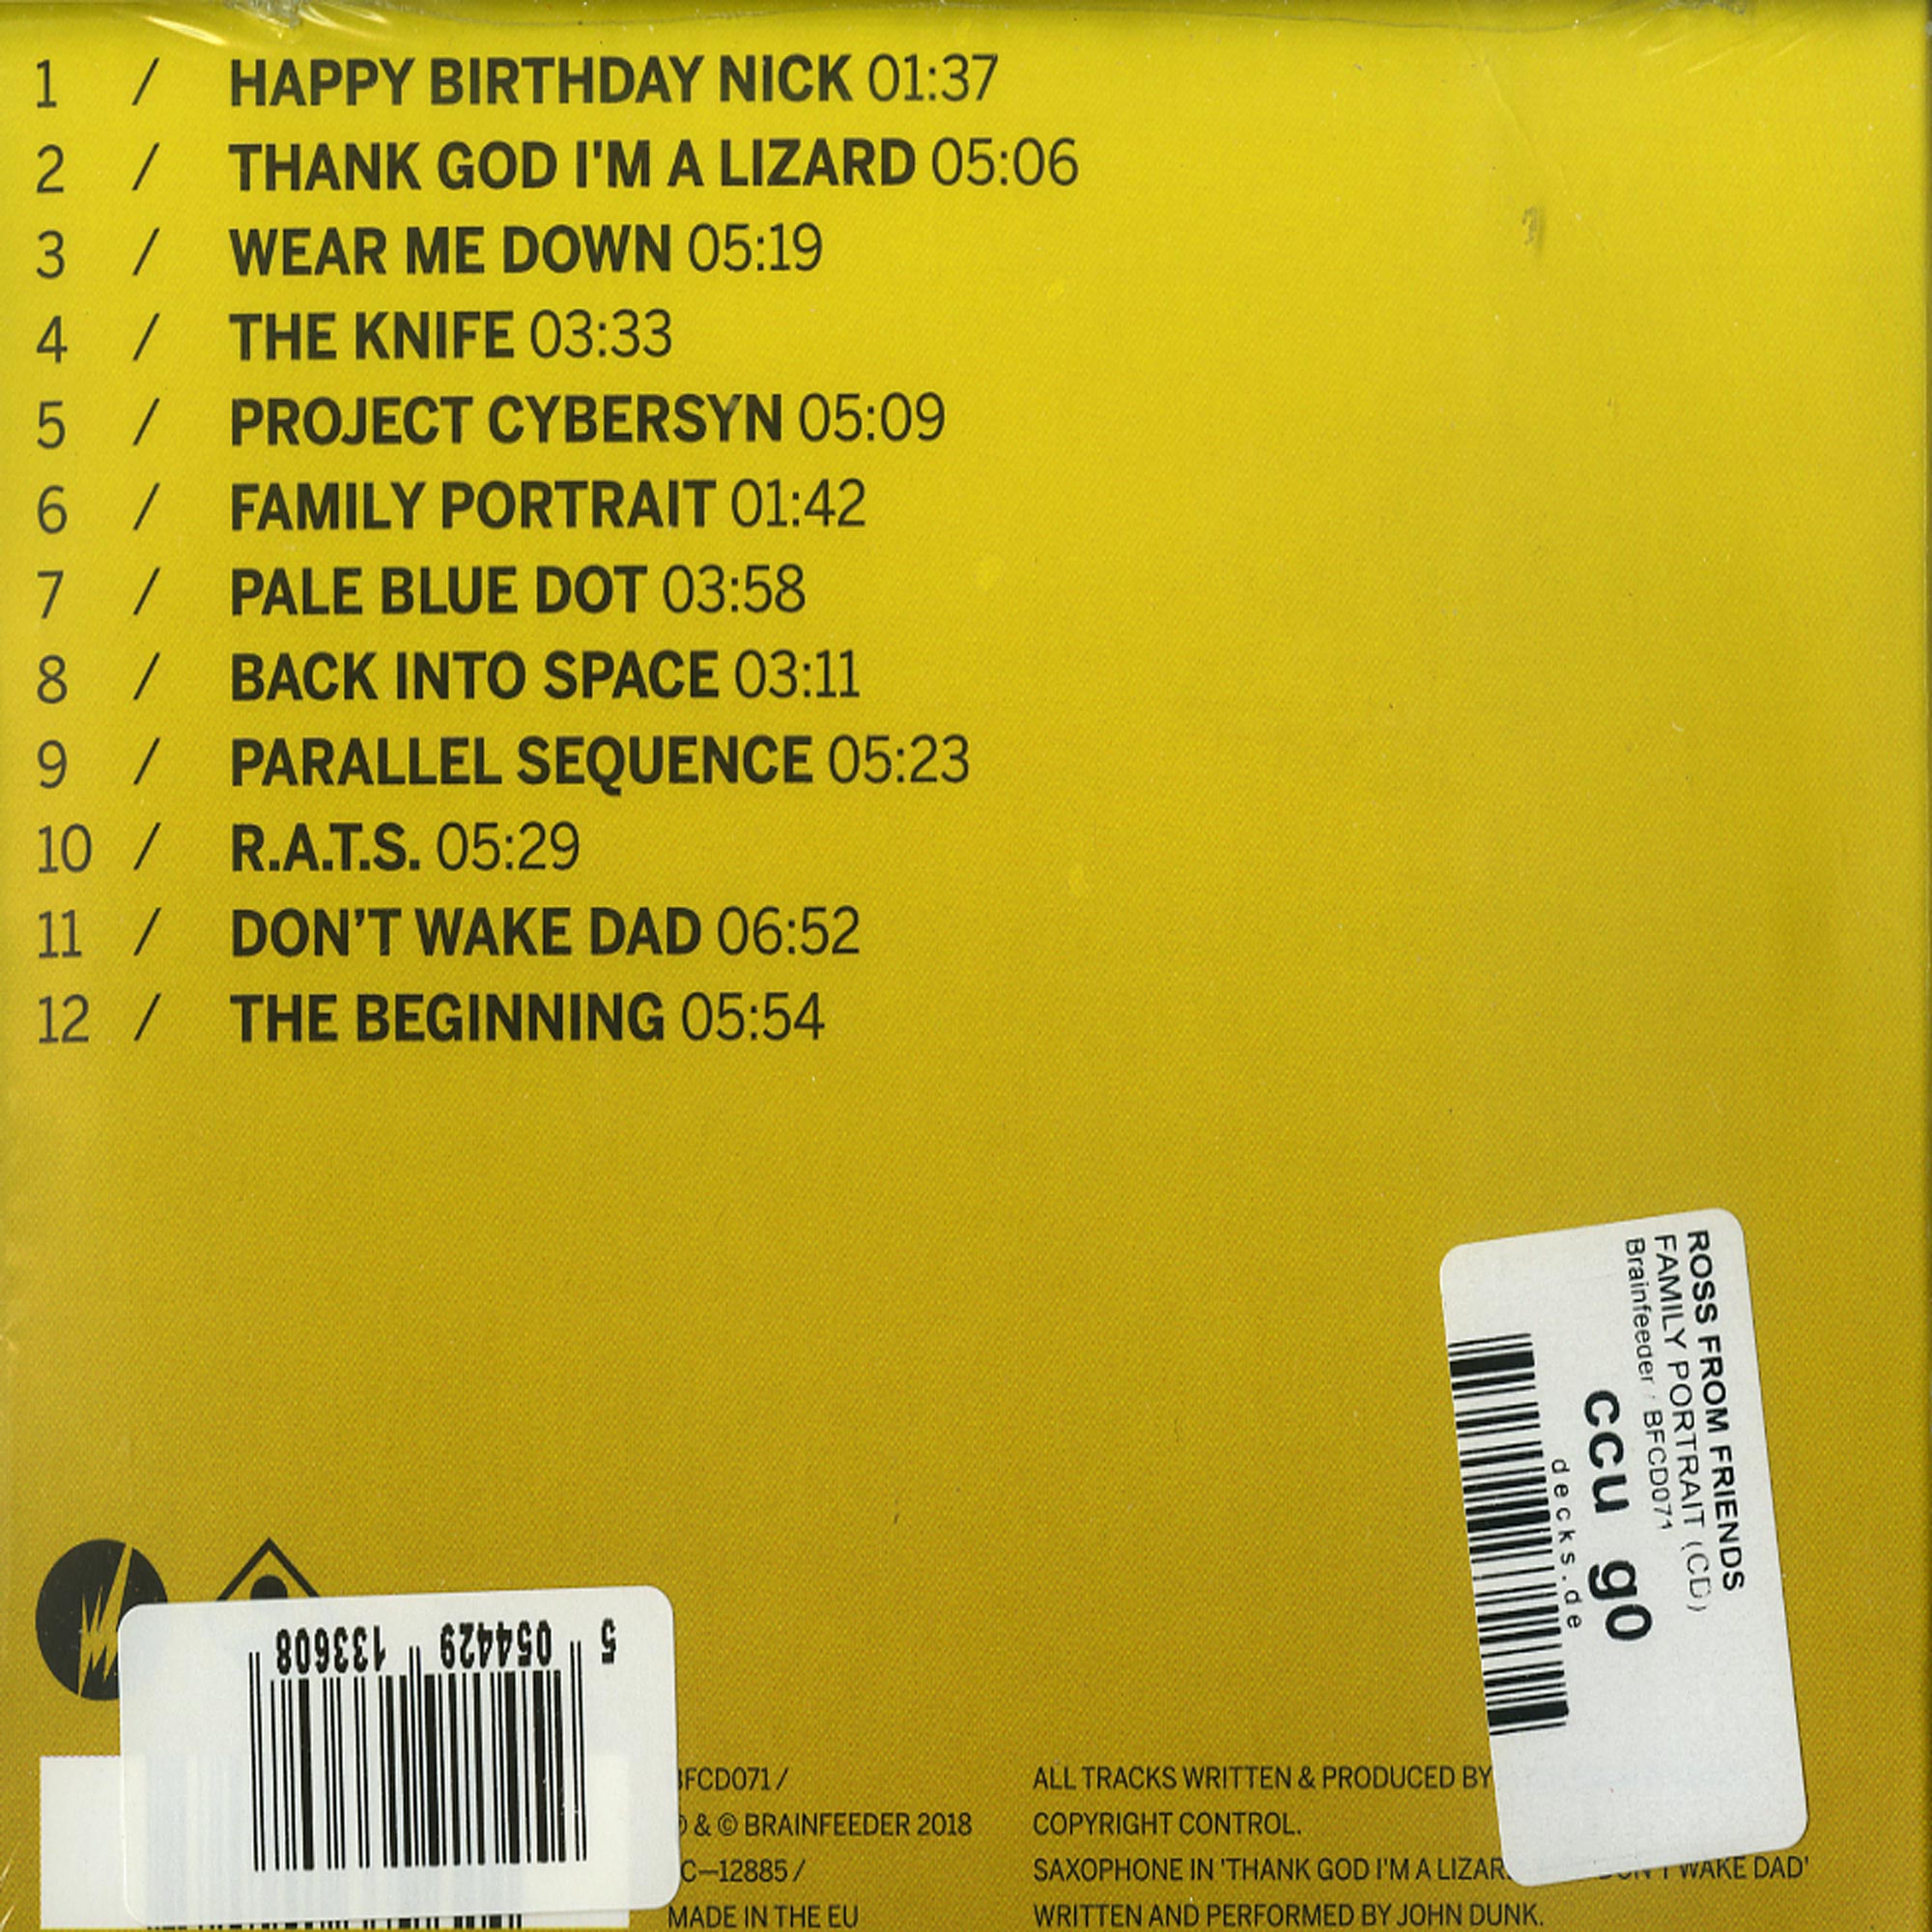 1 / HAPPY BIRTHDAY NICK 01:37
2 / THANK GOD I'M A LIZARD 05:06
3 / WEAR ME DOWN 05:19
4 / THE KNIFE 03:33
5 / PROJECT CYBERSYN 05:09
6 / FAMILY PORTRAIT 01:42
7 / PALE BLUE DOT 03:58
8 / BACK INTO SPACE 03:11
9 / PARALLEL SEQUENCE 05:23
10 / R.A.T.S. 05:29
11 / DON’T WAKE DAD 06:52
12 / THE BEGINNING 05:54
ROSS FROM FRIENDS
FAMILY PORTRAIT (CD)
Brainfeeder / BFCD071
ccu g0
decks.de
5 054429 133608
BFCD071 /
& © BRAINFEEDER 2018
C—12885 /
MADE IN THE EU
ALL TRACKS WRITTEN & PRODUCED BY
COPYRIGHT CONTROL.
SAXOPHONE IN 'THANK GOD I'M A LIZAR WAKE DAD'
WRITTEN AND PERFORMED BY JOHN DUNK.